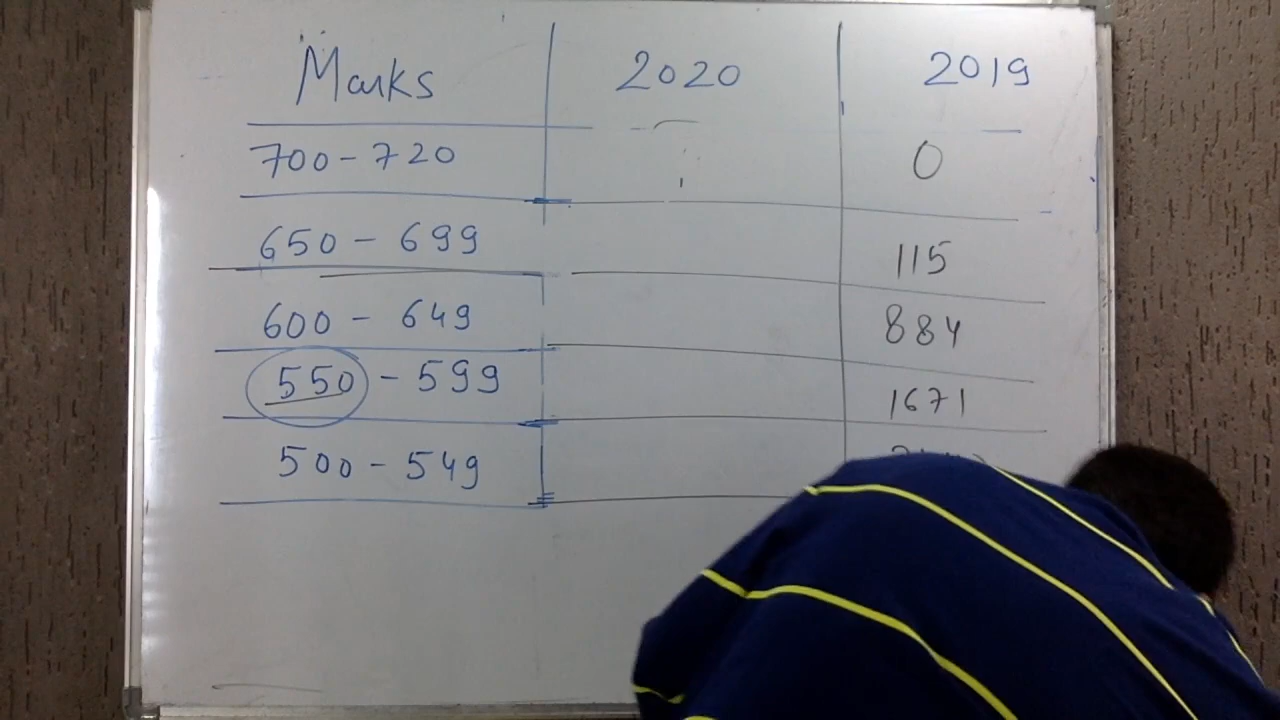 Marks 2020 2019
700 - 720 0
650 - 699 115
600 - 649 884
550 - 599 1671
500 - 549